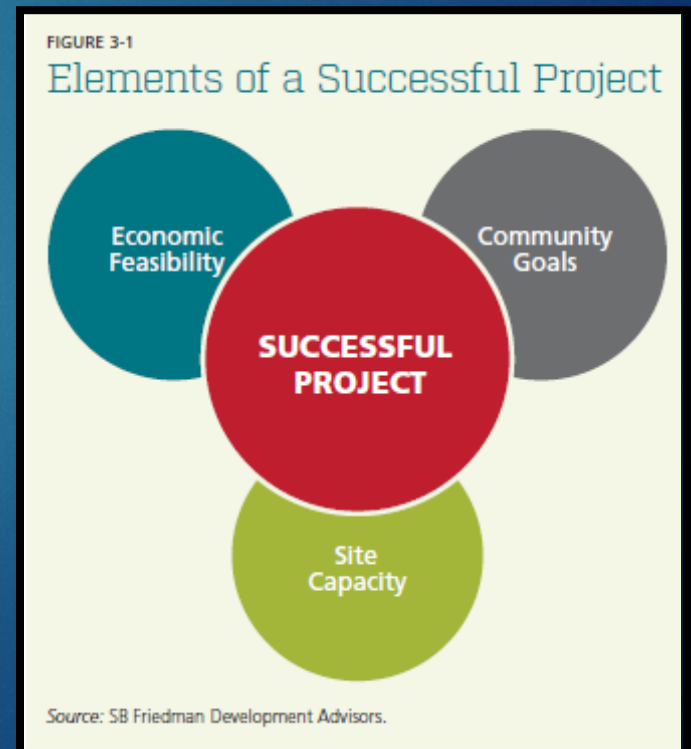 FIGURE 3-1
Elements of a Successful Project
Economic
Feasibility
Community
Goals
SUCCESSFUL
PROJECT
Site
Capacity
Source: SB Friedman Development Advisors.